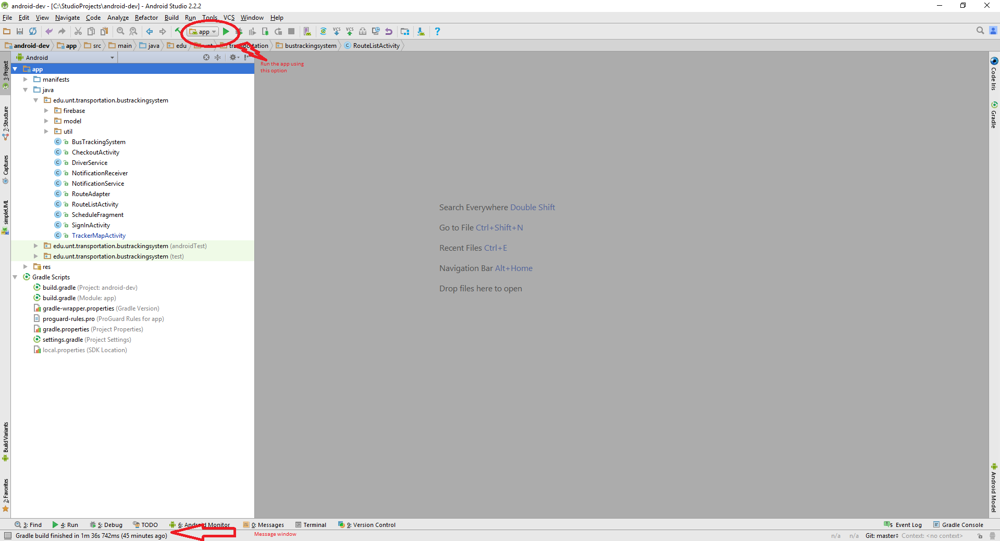 android-dev - [C:\StudioProjects\android-dev] - Android Studio 2.2.2
File Edit View Navigate Code Analyze Refactor Build Run Tools VCS Window Help
app VCS VCS ?
android-dev app src main java edu unt transportation bustrackingsystem RouteListActivity
Android
Run the app using
this option
app
manifests
java
edu.unt.transportation.bustrackingsystem
firebase
model
util
BusTrackingSystem
CheckoutActivity
DriverService
NotificationReceiver
NotificationService
RouteAdapter
RouteListActivity
ScheduleFragment
SignInActivity
TrackerMapActivity
edu.unt.transportation.bustrackingsystem (androidTest)
edu.unt.transportation.bustrackingsystem (test)
res
Gradle Scripts
build.gradle (Project: android-dev)
build.gradle (Module: app)
gradle-wrapper.properties (Gradle Version)
proguard-rules.pro (ProGuard Rules for app)
gradle.properties (Project Properties)
settings.gradle (Project Settings)
local.properties (SDK Location)
1: Project
7: Structure
Captures
simpleUML
Build Variants
2: Favorites
Search Everywhere Double Shift
Go to File Ctrl+Shift+N
Recent Files Ctrl+E
Navigation Bar Alt+Home
Drop files here to open
Code Iris
Gradle
Android Model
3: Find 4: Run 5: Debug TODO 6: Android Monitor 0: Messages Terminal 9: Version Control 5 Event Log Gradle Console
Gradle build finished in 1m 36s 742ms (45 minutes ago)
Message window
n/a n/a Git: master Context: <no context>